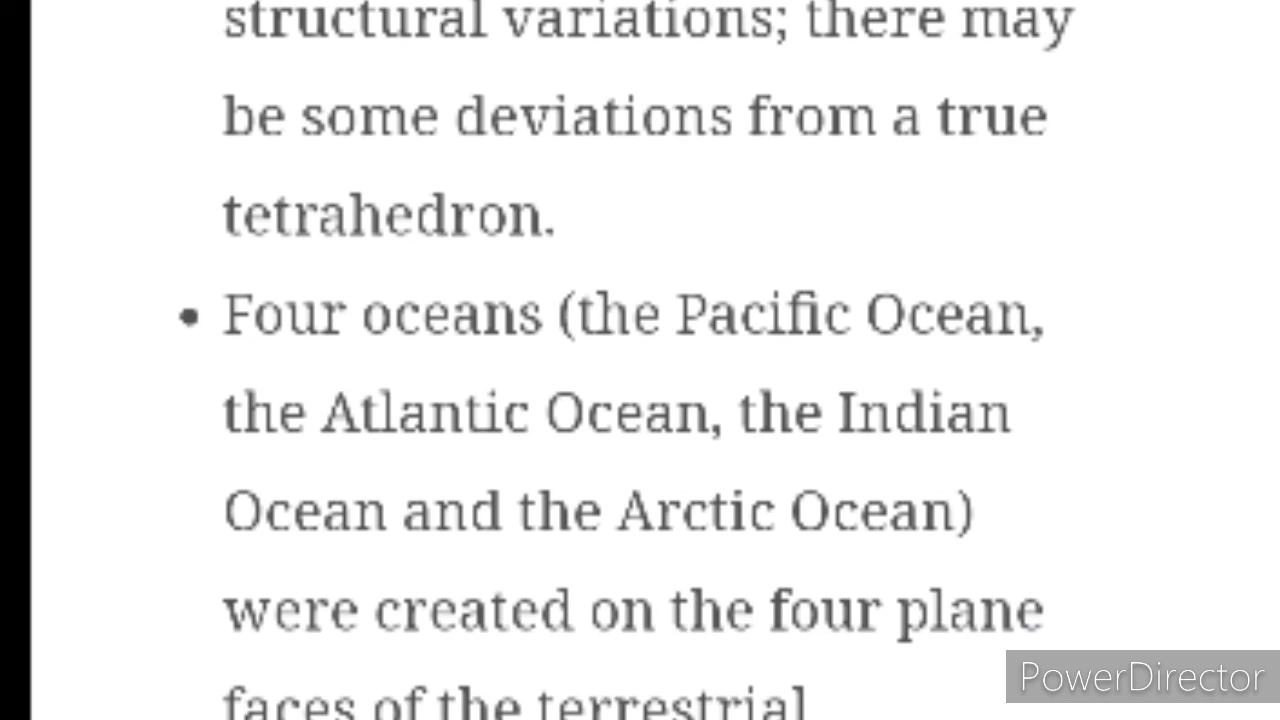 structural variations; there may
be some deviations from a true
tetrahedron.
• Four oceans (the Pacific Ocean,
the Atlantic Ocean, the Indian
Ocean and the Arctic Ocean)
were created on the four plane
faces of the terrestrial
PowerDirector